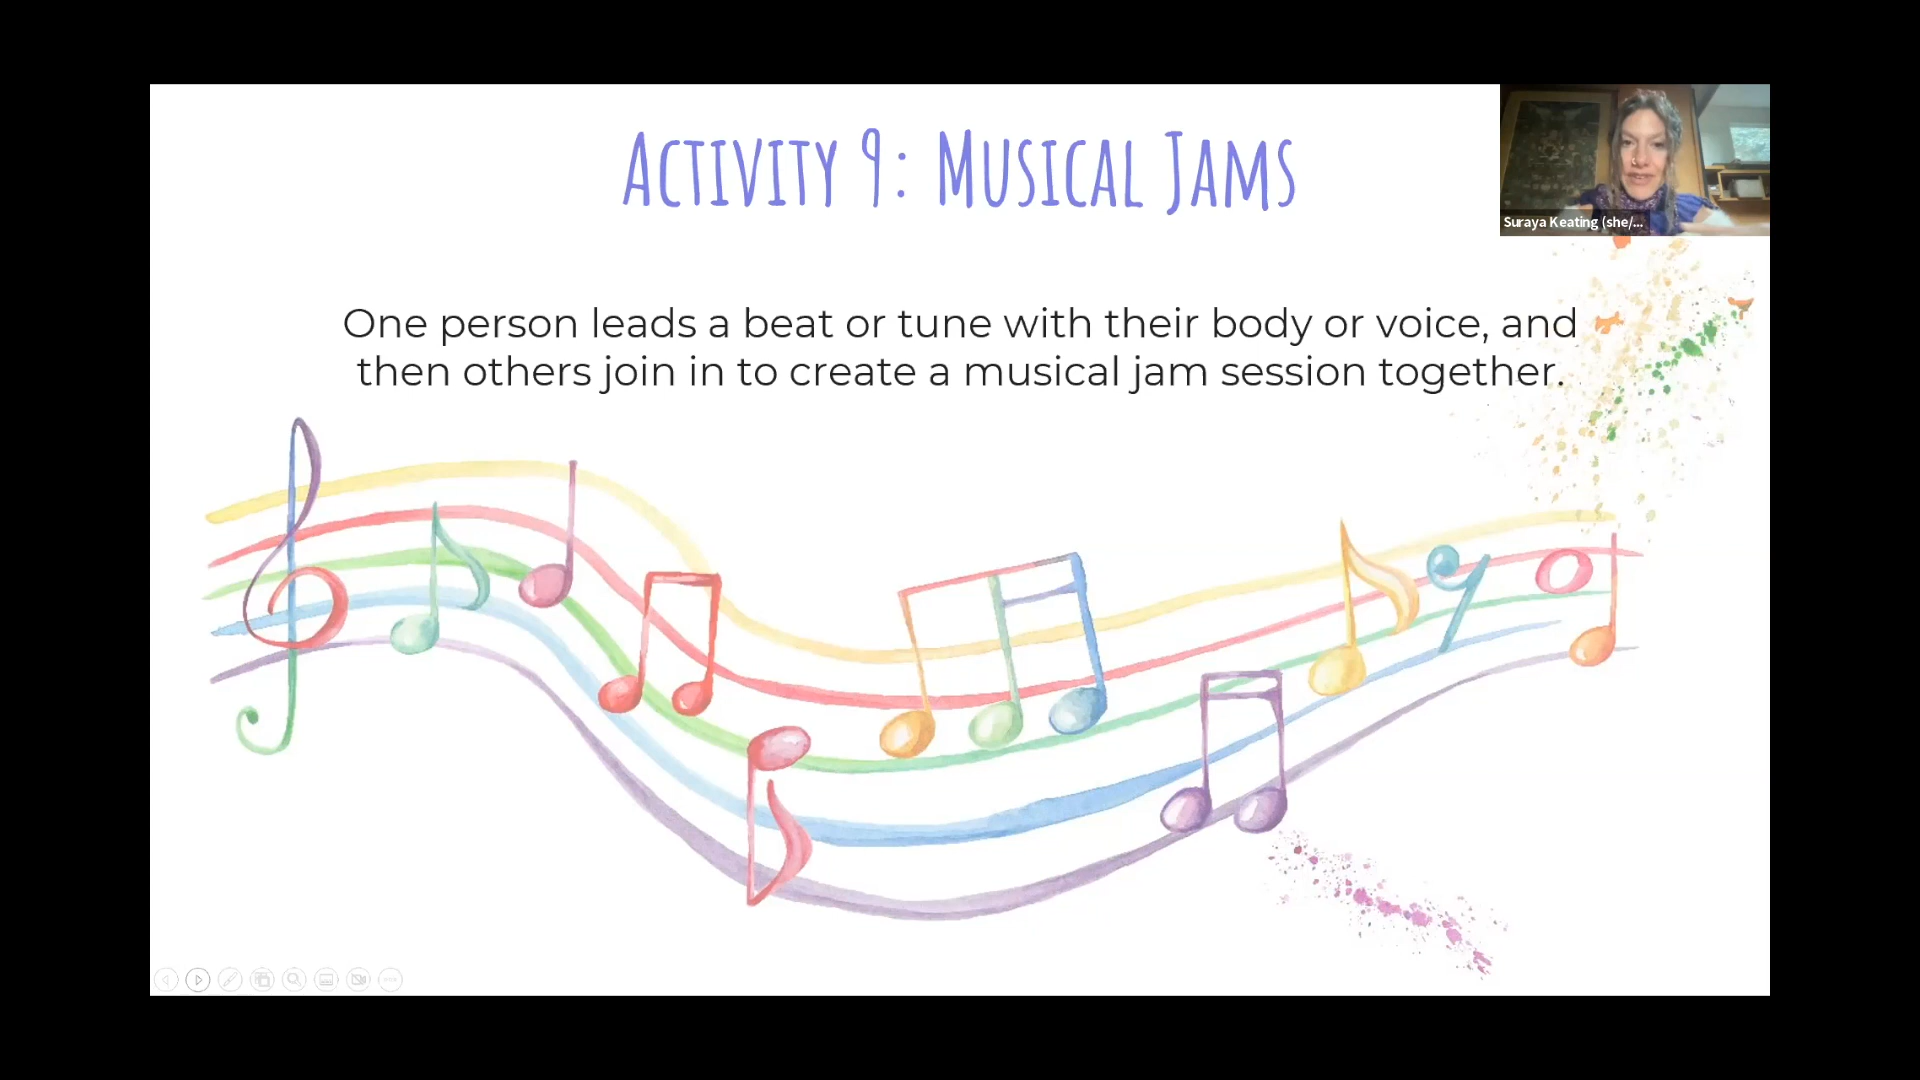 Activity 9: Musical Jams
Suraya Keating (she/...
One person leads a beat or tune with their body or voice, and
then others join in to create a musical jam session together.